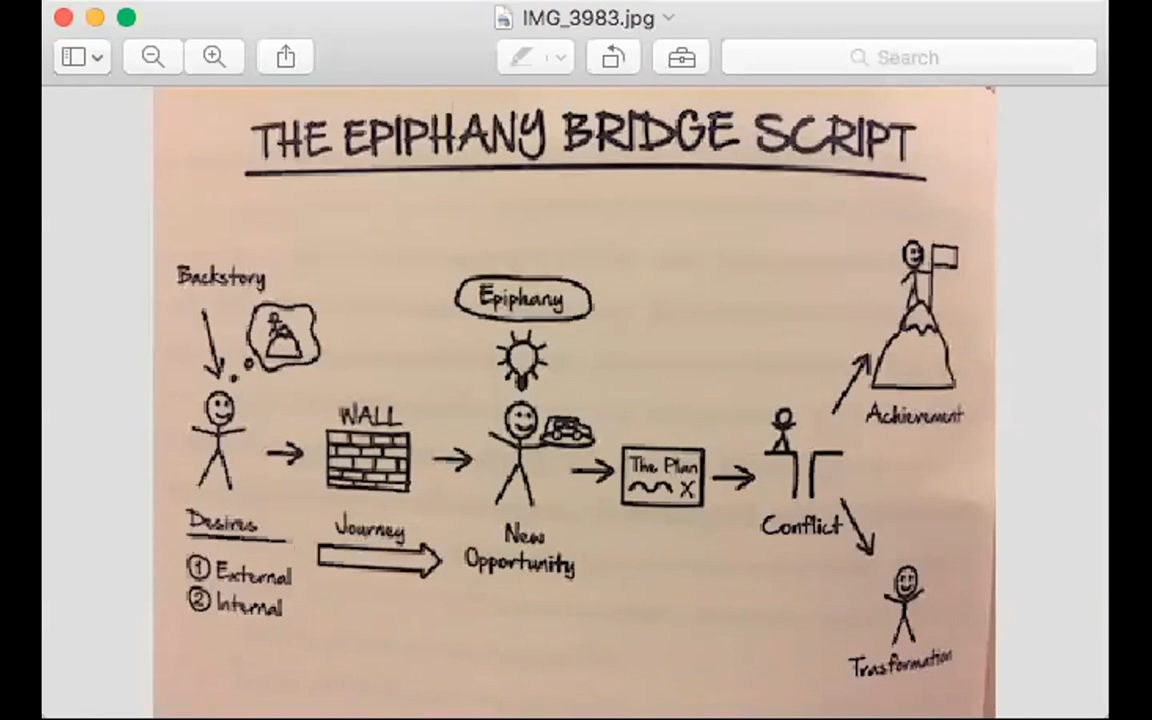 IMG_3983.jpg
Search
THE EPIPHANY BRIDGE SCRIPT
Backstory
Epiphany
WALL
The Plan
X
Achievement
Desires
① External
② Internal
Journey
New
Opportunity
Conflict
Trasformation